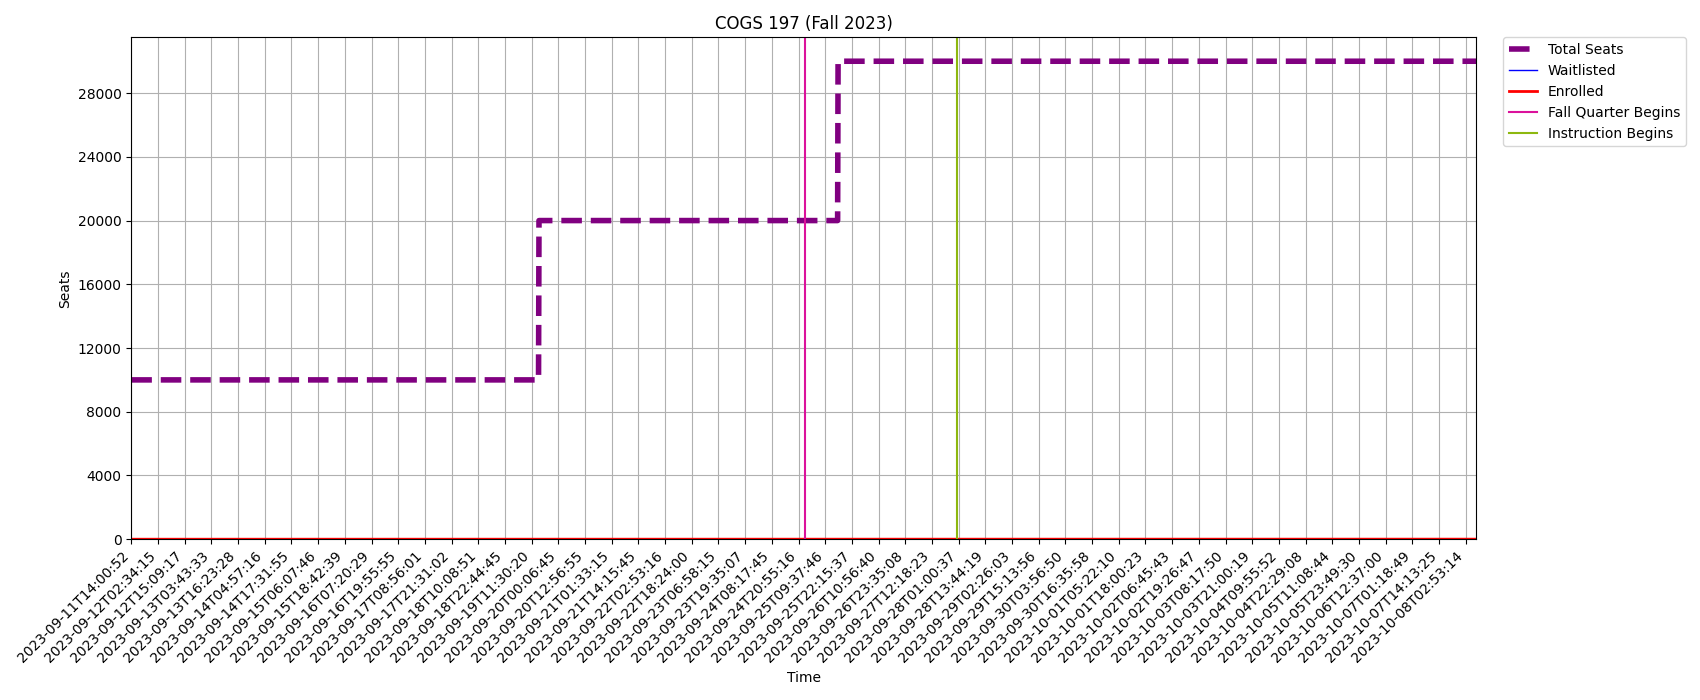 COGS 197 (Fall 2023)
Total Seats
Waitlisted
Enrolled
Fall Quarter Begins
Instruction Begins
28000
24000
20000
16000
12000
8000
4000
0
Seats
2023-09-11T14:00:52
2023-09-12T02:34:15
2023-09-12T15:09:17
2023-09-13T03:43:33
2023-09-13T16:23:28
2023-09-14T04:57:16
2023-09-14T17:31:55
2023-09-15T06:07:46
2023-09-15T18:42:39
2023-09-16T07:20:29
2023-09-16T19:55:55
2023-09-17T08:56:01
2023-09-17T21:31:02
2023-09-18T10:08:51
2023-09-18T22:44:45
2023-09-19T11:30:20
2023-09-20T00:06:45
2023-09-20T12:56:55
2023-09-21T01:33:15
2023-09-21T14:15:45
2023-09-22T02:53:16
2023-09-22T18:24:00
2023-09-23T06:58:15
2023-09-23T19:35:07
2023-09-24T08:17:45
2023-09-24T20:55:16
2023-09-25T09:37:46
2023-09-25T22:15:37
2023-09-26T10:56:40
2023-09-26T23:35:08
2023-09-27T12:18:23
2023-09-28T01:00:37
2023-09-28T13:44:19
2023-09-29T02:26:03
2023-09-29T15:13:56
2023-09-30T03:56:50
2023-09-30T16:35:58
2023-10-01T05:22:10
2023-10-01T18:00:23
2023-10-02T06:45:43
2023-10-02T19:26:47
2023-10-03T08:17:50
2023-10-03T21:00:19
2023-10-04T09:55:52
2023-10-04T22:29:08
2023-10-05T11:08:44
2023-10-05T23:49:30
2023-10-06T12:37:00
2023-10-07T01:18:49
2023-10-07T14:13:25
2023-10-08T02:53:14
Time